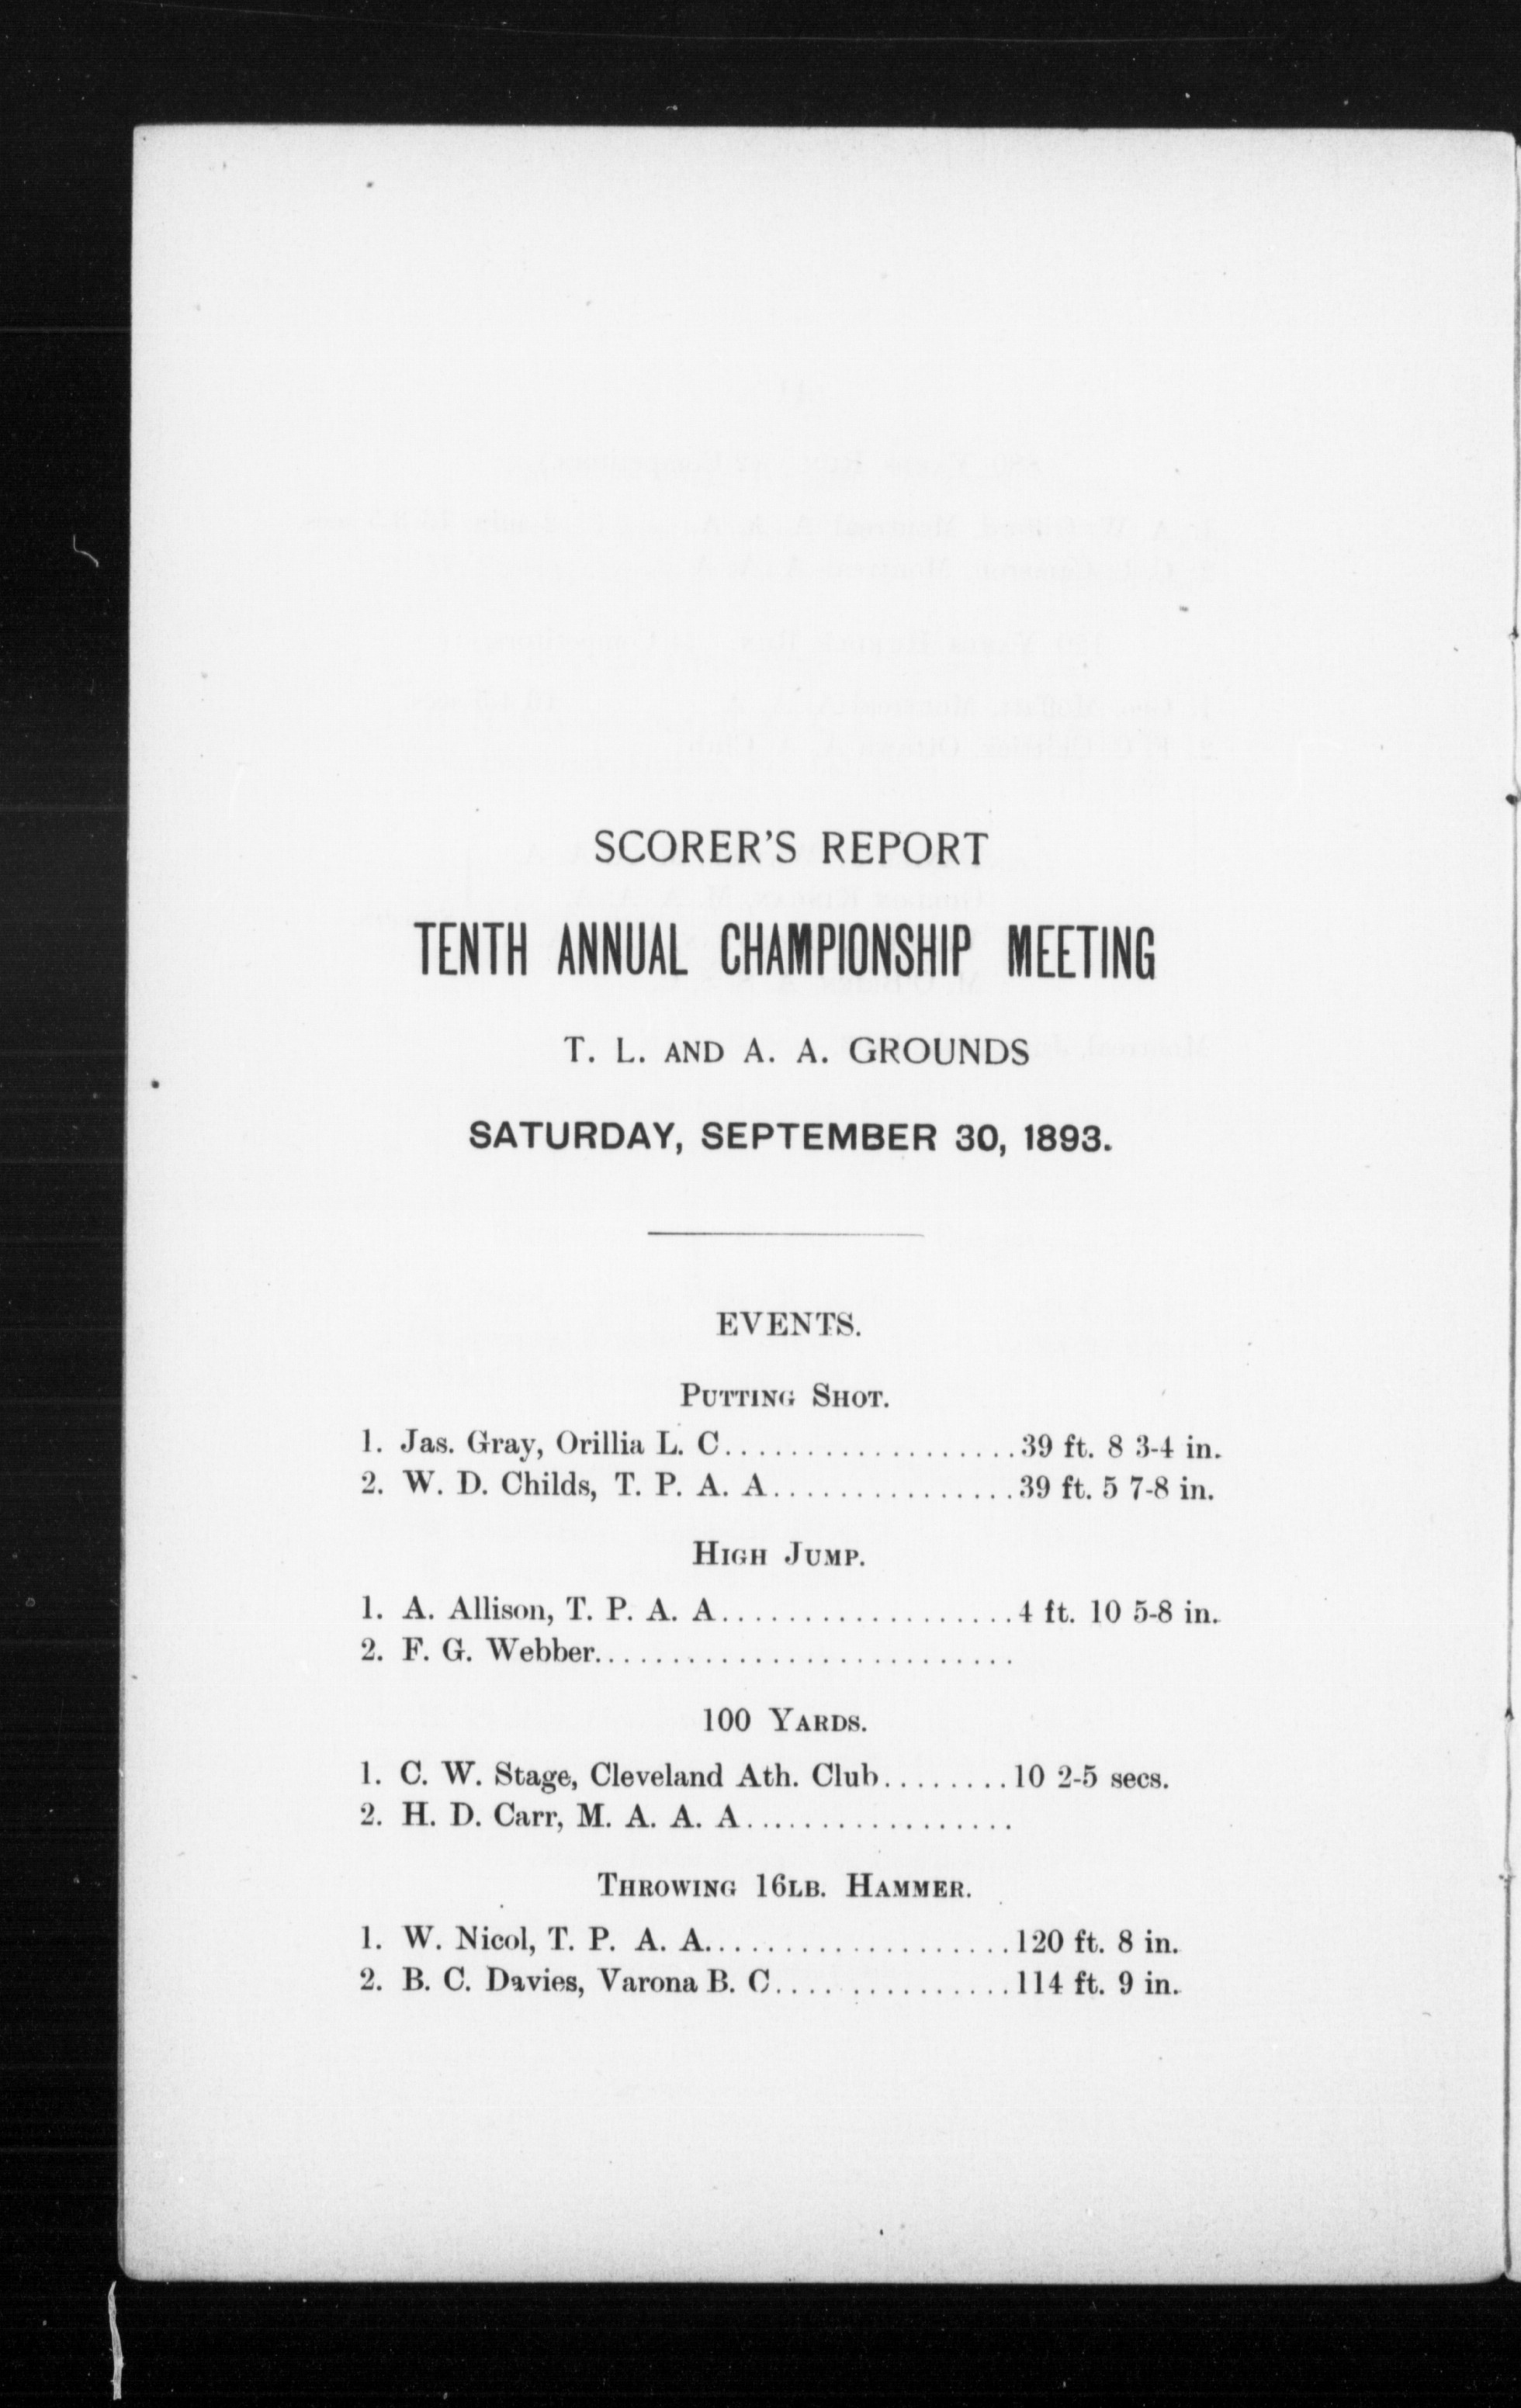 SCORER'S REPORT
TENTH ANNUAL CHAMPIONSHIP MEETING
T. L. AND A. A. GROUNDS
SATURDAY, SEPTEMBER 30, 1893.
EVENTS.
PUTTING SHOT.
1. Jas. Gray, Orillia L. C..................39 ft. 8 3-4 in.
2. W. D. Childs, T. P. A. A...............39 ft. 5 7-8 in.
HIGH JUMP.
1. A. Allison, T. P. A. A..................4 ft. 10 5-8 in.
2. F. G. Webber..........................
100 YARDS.
1. C. W. Stage, Cleveland Ath. Club........10 2-5 secs.
2. H. D. Carr, M. A. A. A.................
THROWING 16LB. HAMMER.
1. W. Nicol, T. P. A. A...................120 ft. 8 in.
2. B. C. Davies, Varona B. C...............114 ft. 9 in.